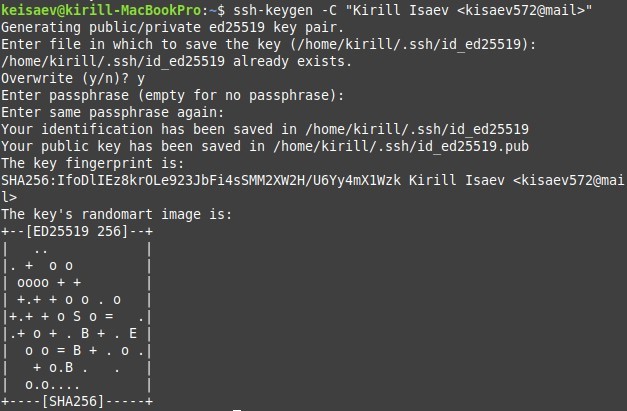 keisaev@kirill-MacBookPro:~$ ssh-keygen -C "Kirill Isaev <kisaev572@mail>"
Generating public/private ed25519 key pair.
Enter file in which to save the key (/home/kirill/.ssh/id_ed25519):
/home/kirill/.ssh/id_ed25519 already exists.
Overwrite (y/n)? y
Enter passphrase (empty for no passphrase):
Enter same passphrase again:
Your identification has been saved in /home/kirill/.ssh/id_ed25519
Your public key has been saved in /home/kirill/.ssh/id_ed25519.pub
The key fingerprint is:
SHA256:IfoDlIEz8krOLe923JbFi4sSMM2XW2H/U6Yy4mX1Wzk Kirill Isaev <kisaev572@mai
l>
The key's randomart image is:
+--[ED25519 256]--+
|   ..            |
|. +  o o         |
| oooo + +        |
| +.+ + o o . o   |
|+.+ + o S o =   .|
|.+ o + . B + . E |
|  o o = B + . o .|
|   + o.B .   .   |
|  o.o....        |
+----[SHA256]-----+